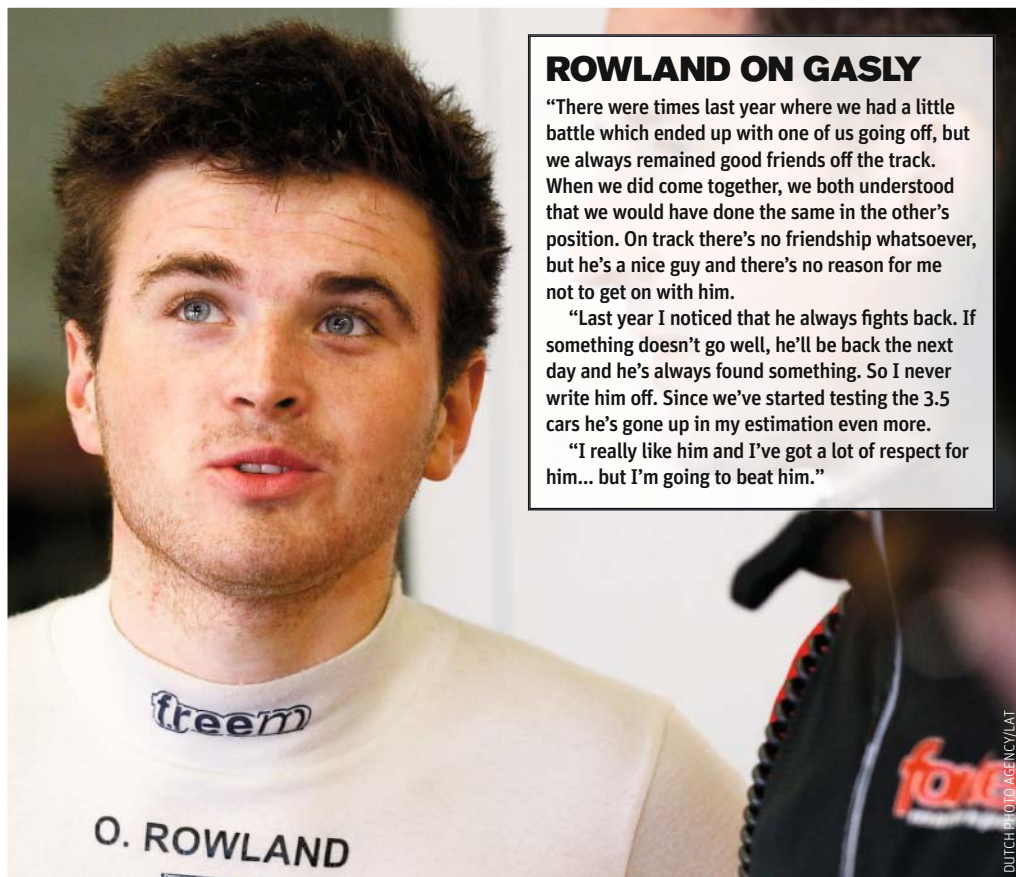 ROWLAND ON GASLY
“There were times last year where we had a little
battle which ended up with one of us going off, but
we always remained good friends off the track.
When we did come together, we both understood
that we would have done the same in the other’s
position. On track there’s no friendship whatsoever,
but he’s a nice guy and there’s no reason for me
not to get on with him.
“Last year I noticed that he always fights back. If
something doesn’t go well, he’ll be back the next
day and he’s always found something. So I never
write him off. Since we’ve started testing the 3.5
cars he’s gone up in my estimation even more.
“I really like him and I’ve got a lot of respect for
him... but I’m going to beat him.”
freem
O. ROWLAND
DUTCH PHOTO AGENCY/LAT